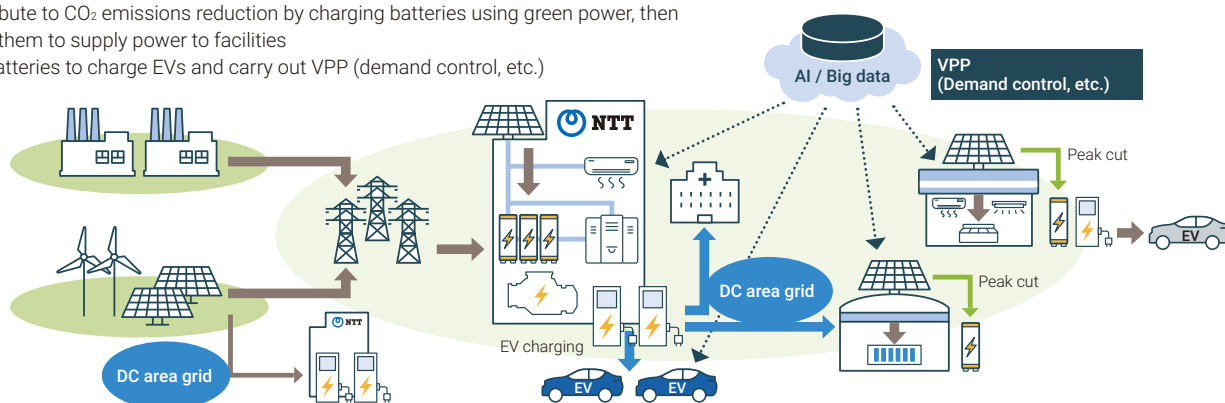 bute to CO₂ emissions reduction by charging batteries using green power, then
them to supply power to facilities
atteries to charge EVs and carry out VPP (demand control, etc.)
AI / Big data
VPP
(Demand control, etc.)
NTT
Peak cut
EV
DC area grid
Peak cut
NTT
EV charging
DC area grid
EV
EV